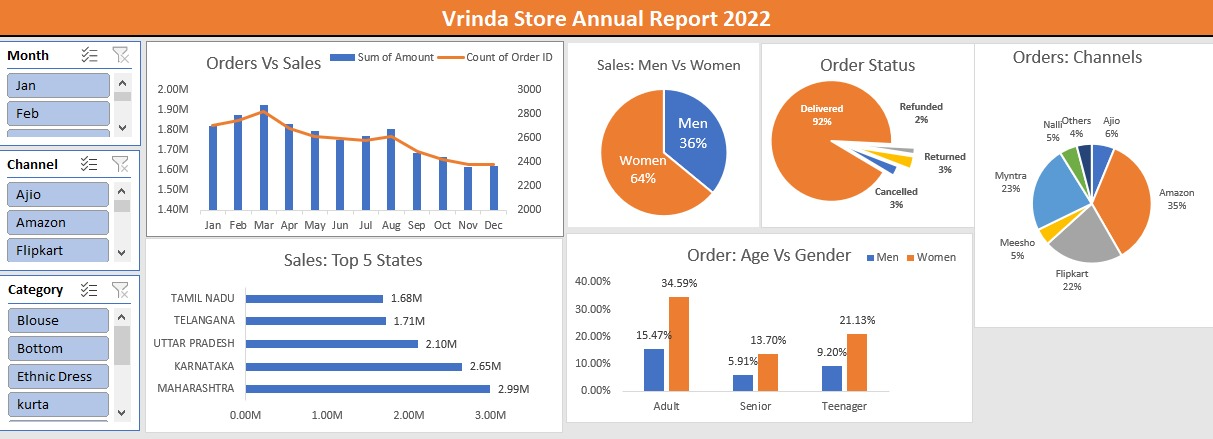 Vrinda Store Annual Report 2022
Month
Jan
Feb
Channel
Ajio
Amazon
Flipkart
Category
Blouse
Bottom
Ethnic Dress
kurta
Orders Vs Sales
Sum of Amount
Count of Order ID
2.00M
1.90M
1.80M
1.70M
1.60M
1.50M
1.40M
3000
2800
2600
2400
2200
2000
Jan Feb Mar Apr May Jun Jul Aug Sep Oct Nov Dec
Sales: Top 5 States
TAMIL NADU 1.68M
TELANGANA 1.71M
UTTAR PRADESH 2.10M
KARNATAKA 2.65M
MAHARASHTRA 2.99M
0.00M 1.00M 2.00M 3.00M
Sales: Men Vs Women
Men
36%
Women
64%
Order Status
Delivered
92%
Refunded
2%
Returned
3%
Cancelled
3%
Order: Age Vs Gender
Men Women
40.00%
30.00%
20.00%
10.00%
0.00%
15.47%
34.59%
5.91%
13.70%
9.20%
21.13%
Adult Senior Teenager
Orders: Channels
Nalli
5%
Others
4%
Ajio
6%
Amazon
35%
Myntra
23%
Meesho
5%
Flipkart
22%